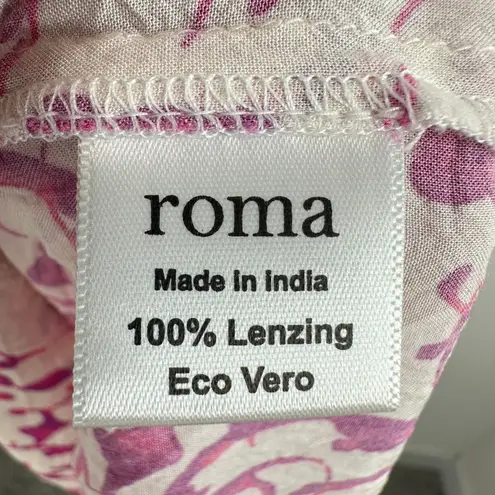 roma
Made in India
100% Lenzing
Eco Vero